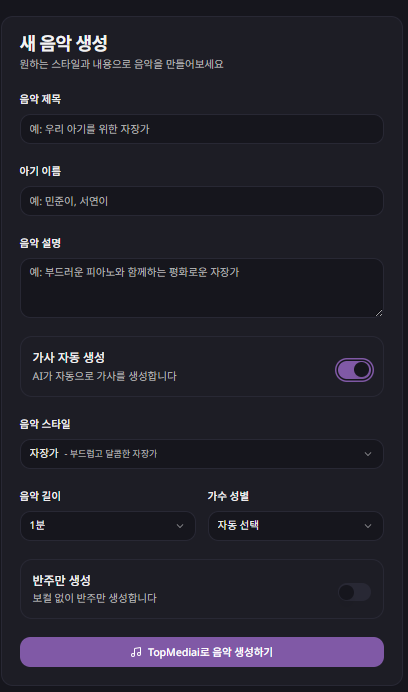 새 음악 생성
원하는 스타일과 내용으로 음악을 만들어보세요
음악 제목
예: 우리 아기를 위한 자장가
아기 이름
예: 민준이, 서연이
음악 설명
예: 부드러운 피아노와 함께하는 평화로운 자장가
가사 자동 생성
AI가 자동으로 가사를 생성합니다
음악 스타일
자장가 - 부드럽고 달콤한 자장가
음악 길이 가수 성별
1분 자동 선택
반주만 생성
보컬 없이 반주만 생성합니다
TopMediai로 음악 생성하기